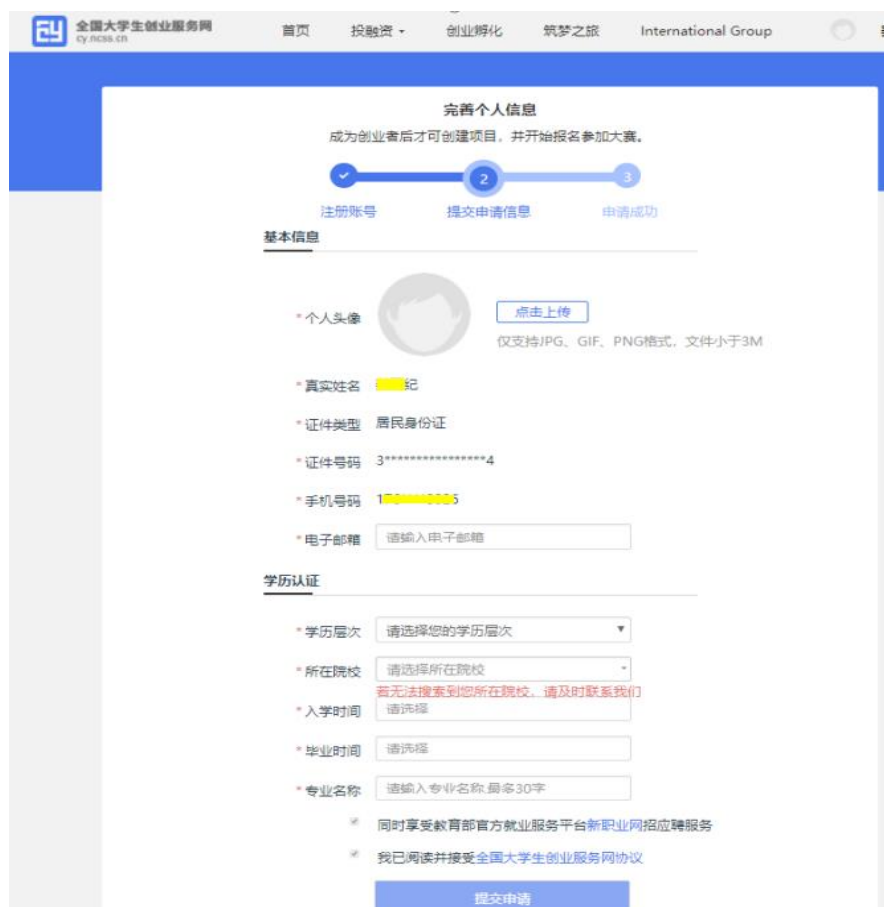 全国大学生创业服务网
cy.ncss.cn
首页 投融资 创业孵化 筑梦之旅 International Group
完善个人信息
成为创业者后才可创建项目，并开始报名参加大赛。
2 3
注册账号 提交申请信息 申请成功
基本信息
*个人头像 点击上传
仅支持JPG、GIF、PNG格式，文件小于3M
*真实姓名 纪
*证件类型 居民身份证
*证件号码 3****************4
*手机号码
*电子邮箱 请输入电子邮箱
学历认证
*学历层次 请选择您的学历层次
*所在院校 请选择所在院校
若无法搜索到您所在院校，请及时联系我们
*入学时间 请选择
*毕业时间 请选择
*专业名称 请输入专业名称,最多30字
同时享受教育部官方就业服务平台新职业网招应聘服务
我已阅读并接受全国大学生创业服务网协议
提交申请